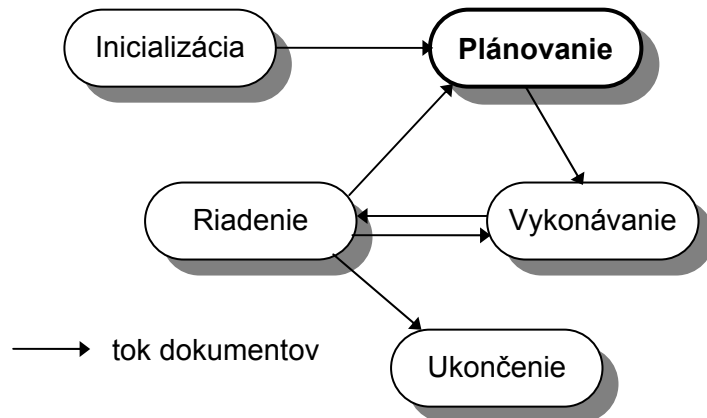 Inicializácia
Plánovanie
Riadenie
Vykonávanie
tok dokumentov
Ukončenie